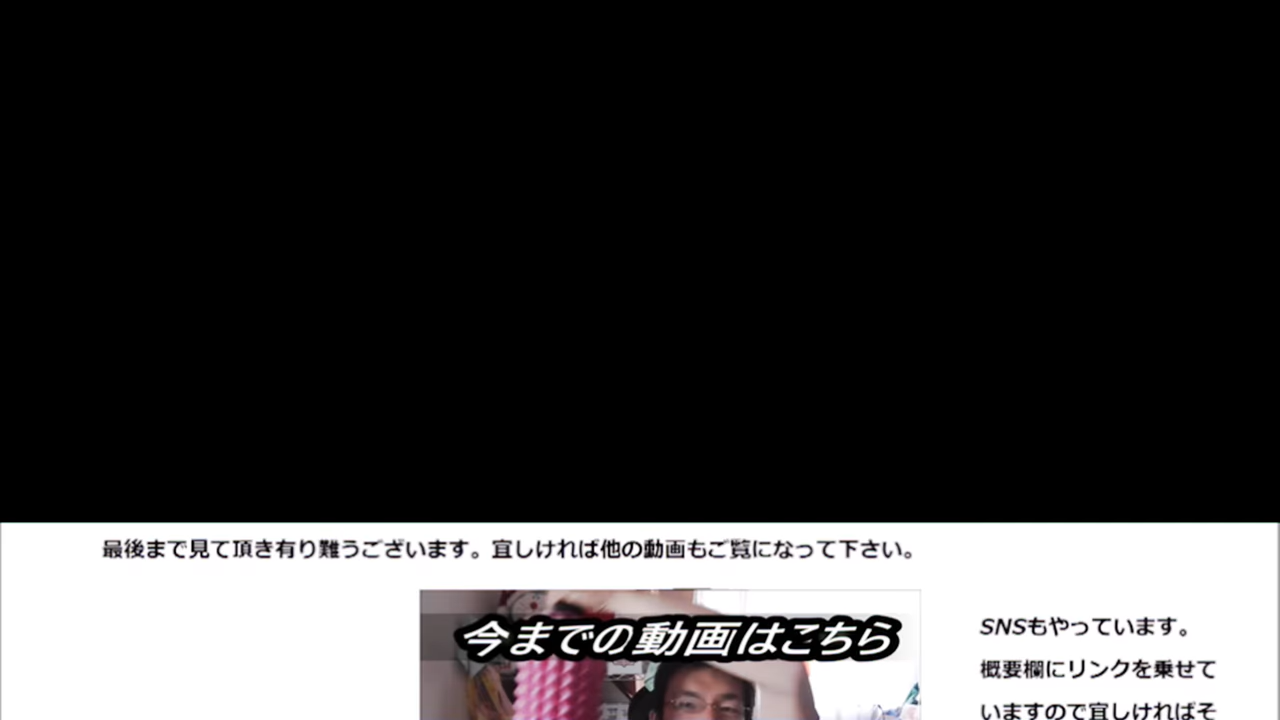 最後まで見て頂き有り難うございます。宜しければ他の動画もご覧になって下さい。
今までの動画はこちら
SNSもやっています。
概要欄にリンクを乗せて
いますので宜しければそ